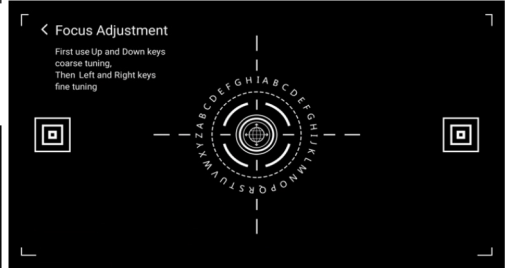 Focus Adjustment
First use Up and Down keys
coarse tuning,
Then Left and Right keys
fine tuning
ABCDEFGHIABCDEFGHIJKLMNOPQRSTUVWXYZ